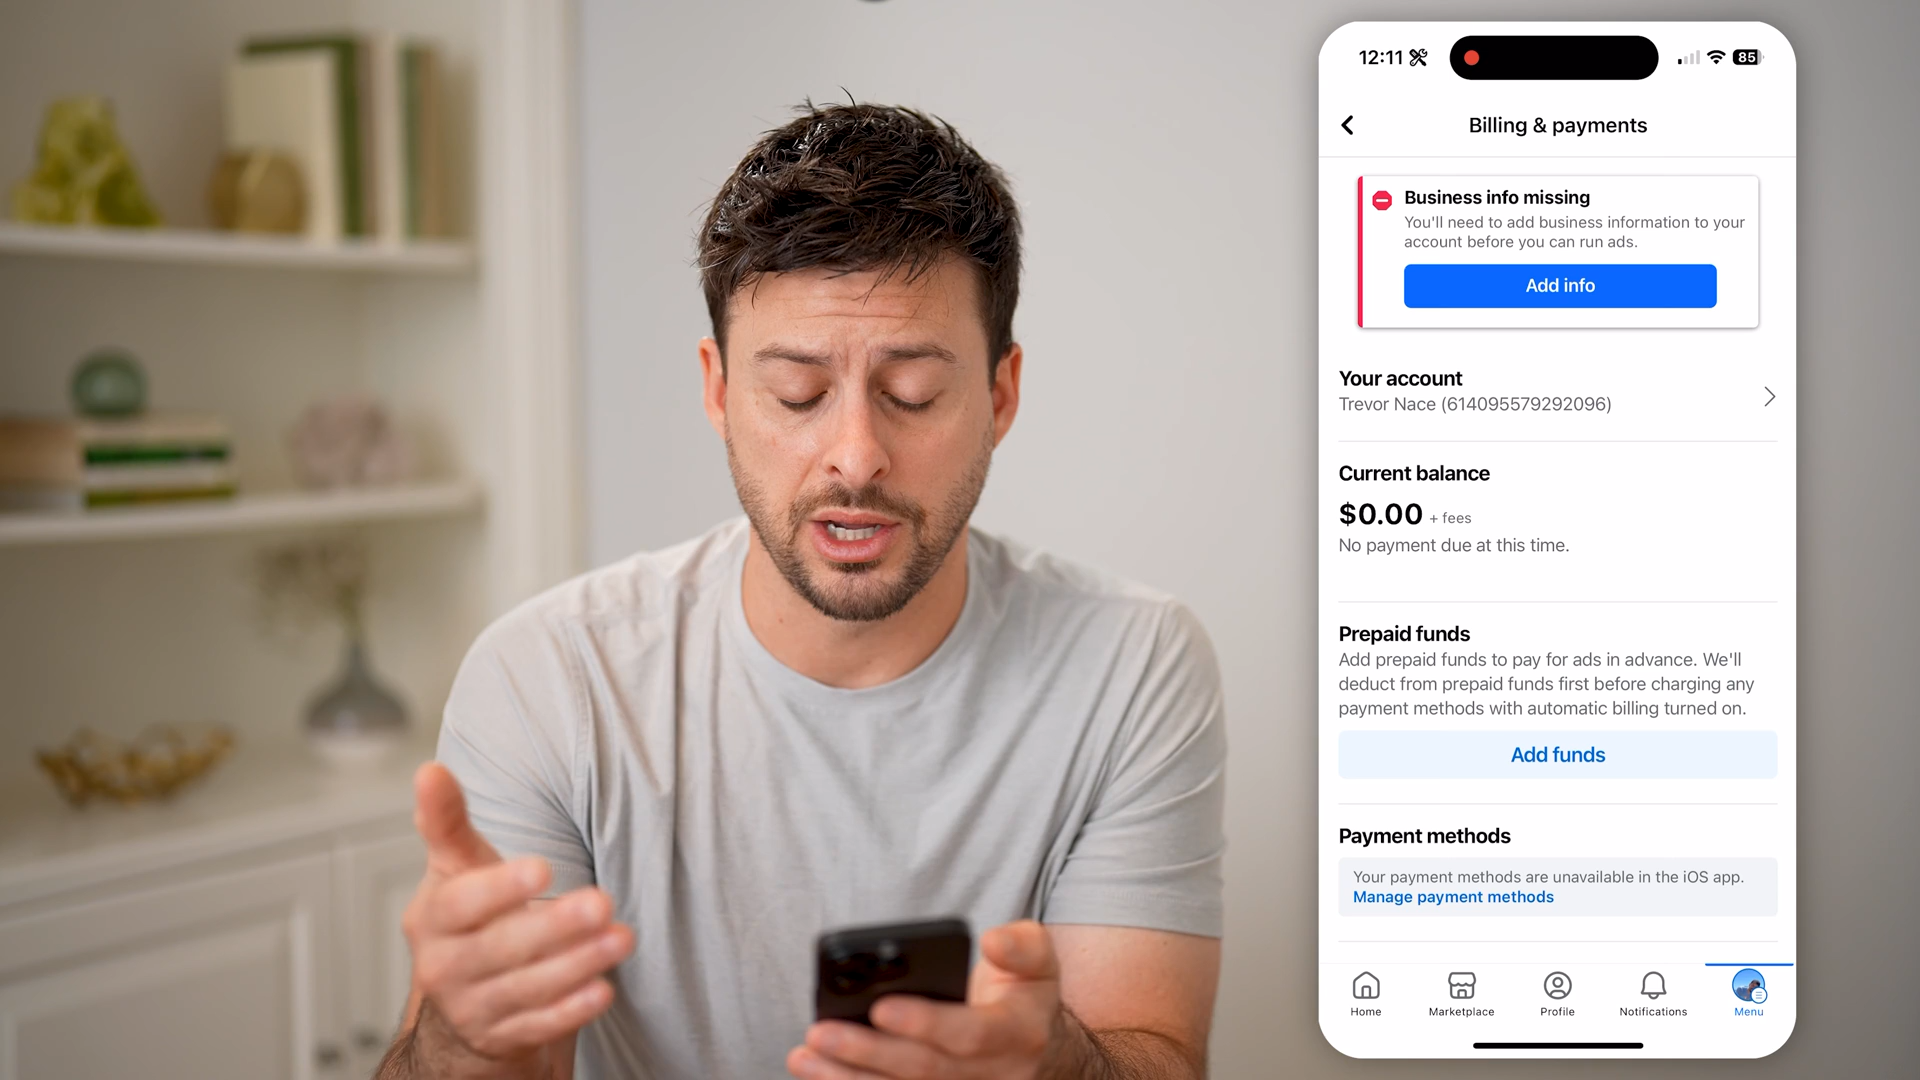 12:11
85
Billing & payments
Business info missing
You'll need to add business information to your
account before you can run ads.
Add info
Your account
Trevor Nace (614095579292096)
Current balance
$0.00 + fees
No payment due at this time.
Prepaid funds
Add prepaid funds to pay for ads in advance. We'll
deduct from prepaid funds first before charging any
payment methods with automatic billing turned on.
Add funds
Payment methods
Your payment methods are unavailable in the iOS app.
Manage payment methods
Home
Marketplace
Profile
Notifications
Menu